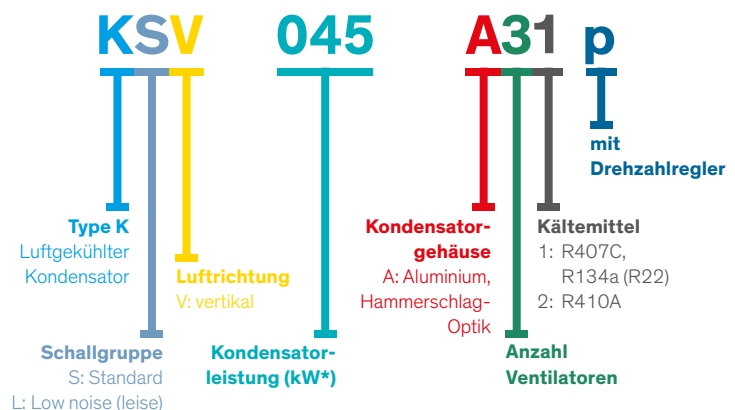 KSV 045 A31 p
mit
Drehzahlregler
Type K
Luftgekühlter
Kondensator
Luftrichtung
V: vertikal
Kondensator-
gehäuse
A: Aluminium,
Hammerschlag-
Optik
Kältemittel
1: R407C,
R134a (R22)
2: R410A
Schallgruppe
S: Standard
L: Low noise (leise)
Kondensator-
leistung (kW*)
Anzahl
Ventilatoren